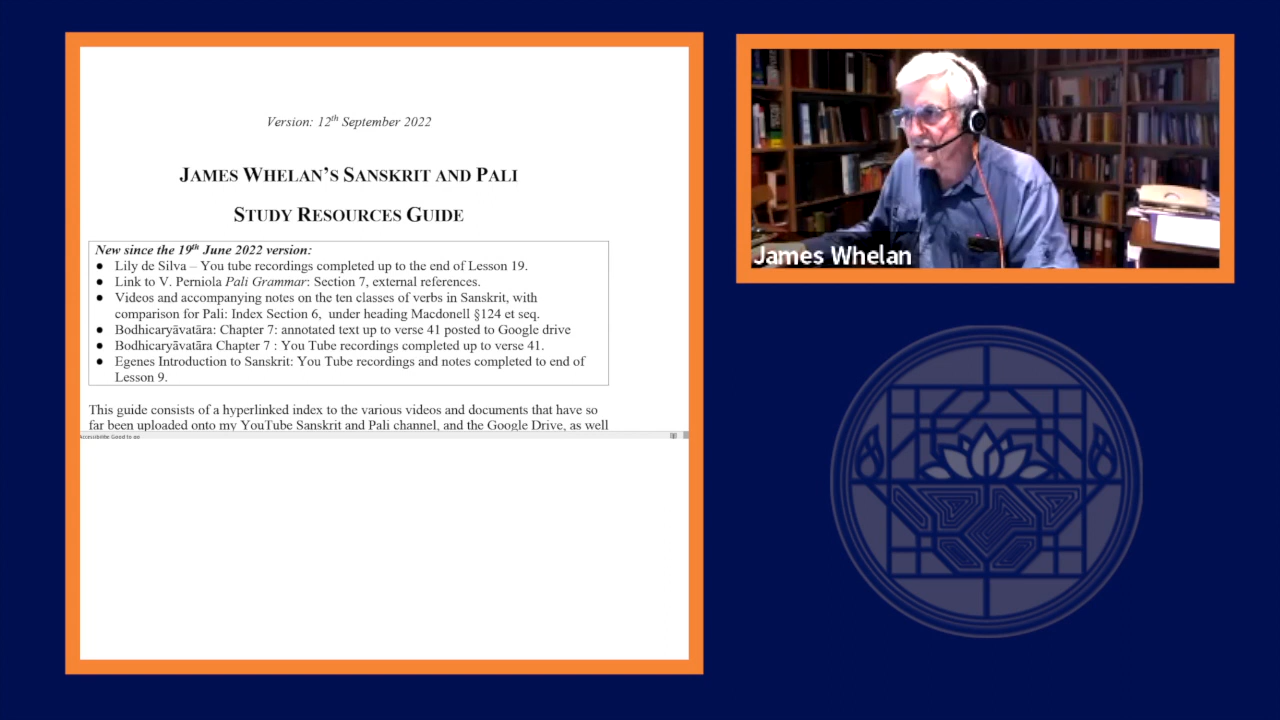 Version: 12th September 2022
JAMES WHELAN’S SANSKRIT AND PALI
STUDY RESOURCES GUIDE
New since the 19th June 2022 version:
● Lily de Silva – You tube recordings completed up to the end of Lesson 19.
● Link to V. Perniola Pali Grammar: Section 7, external references.
● Videos and accompanying notes on the ten classes of verbs in Sanskrit, with
comparison for Pali: Index Section 6, under heading Macdonell §124 et seq.
● Bodhicaryāvatāra: Chapter 7: annotated text up to verse 41 posted to Google drive
● Bodhicaryāvatāra Chapter 7 : You Tube recordings completed up to verse 41.
● Egenes Introduction to Sanskrit: You Tube recordings and notes completed to end of
Lesson 9.
This guide consists of a hyperlinked index to the various videos and documents that have so
far been uploaded onto my YouTube Sanskrit and Pali channel, and the Google Drive, as well
Accessibility: Good to go
James Whelan